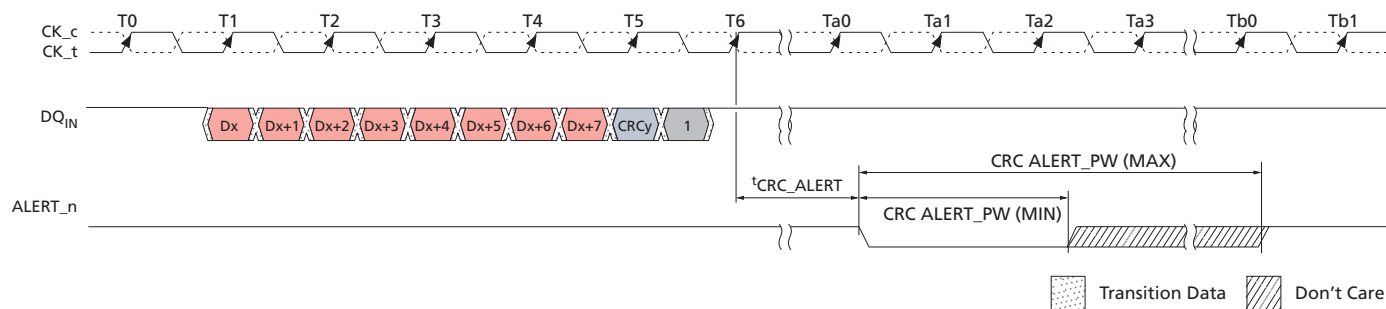 T0 T1 T2 T3 T4 T5 T6 Ta0 Ta1 Ta2 Ta3 Tb0 Tb1
CK_c
CK_t
DQIN
Dx Dx+1 Dx+2 Dx+3 Dx+4 Dx+5 Dx+6 Dx+7 CRCy 1
CRC ALERT_PW (MAX)
tCRC_ALERT
ALERT_n
CRC ALERT_PW (MIN)
Transition Data Don't Care